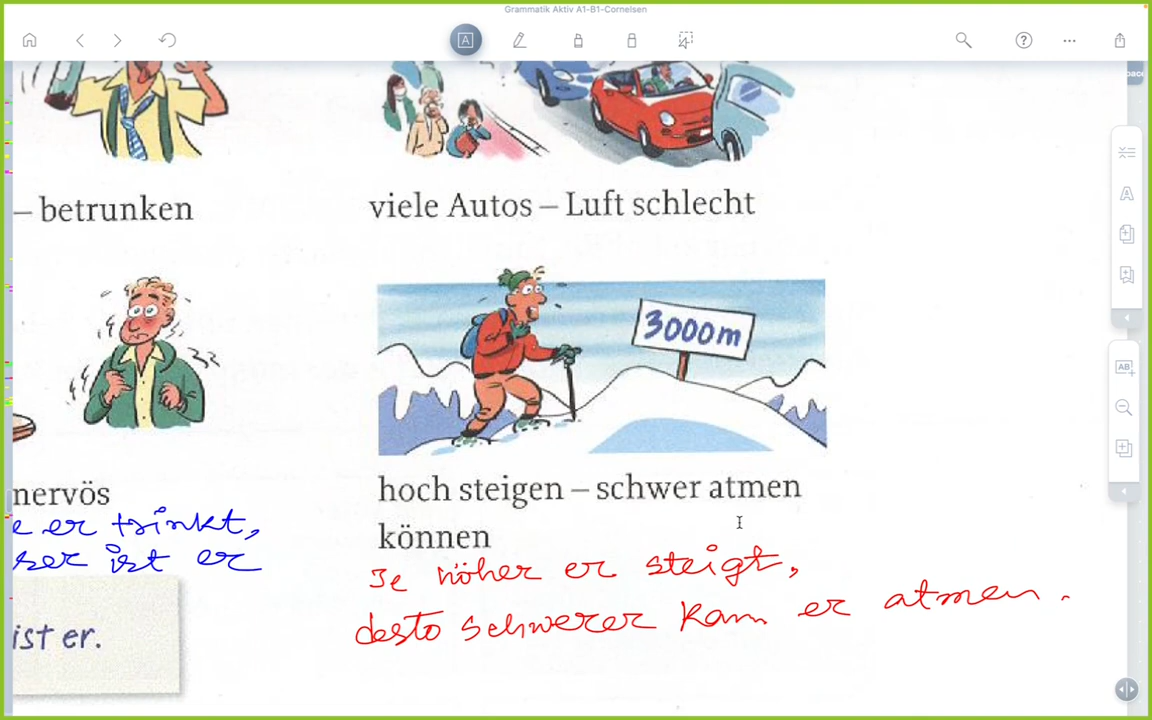 Grammatik Aktiv A1-B1-Cornelsen
– betrunken
viele Autos – Luft schlecht
3000m
nervös
hoch steigen – schwer atmen
können
e er trinkt,
ser ist er
Je höher er steigt,
desto schwerer kann er atmen.
ist er.